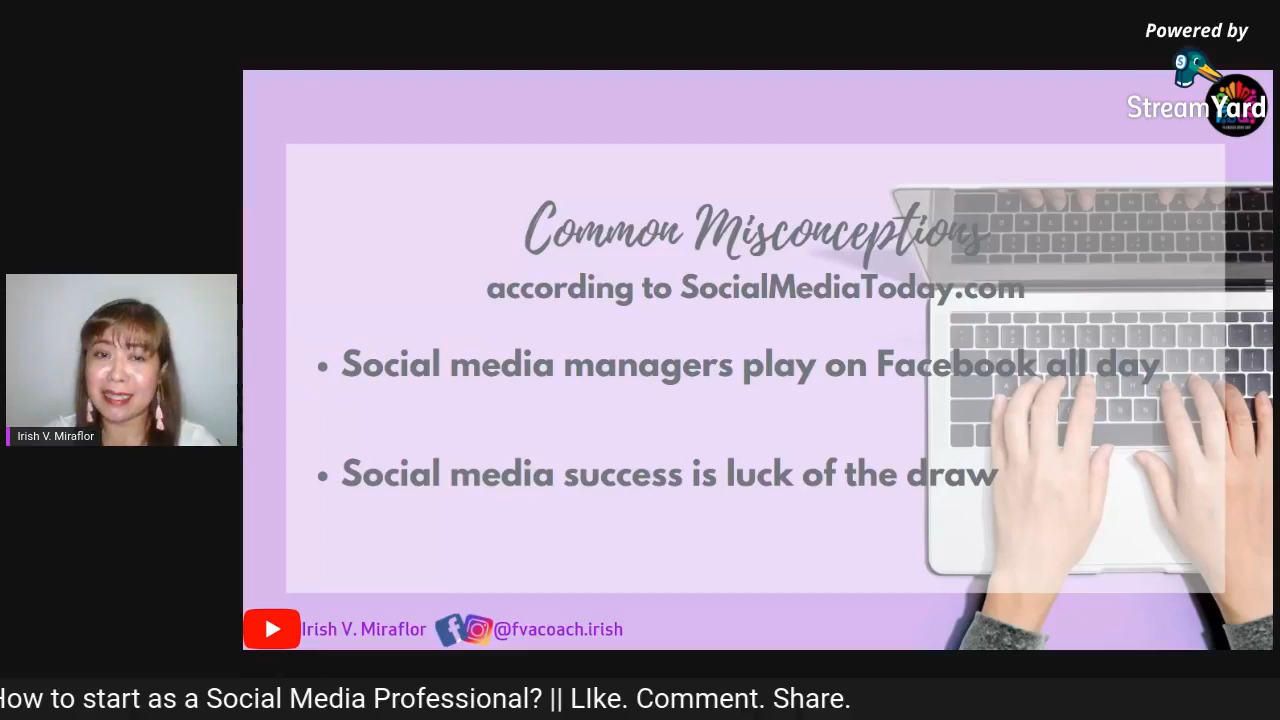 Powered by
StreamYard
Common Misconceptions
according to SocialMediaToday.com
• Social media managers play on Facebook all day
• Social media success is luck of the draw
Irish V. Miraflor
Irish V. Miraflor @fvacoach.irish
How to start as a Social Media Professional? || LIke. Comment. Share.